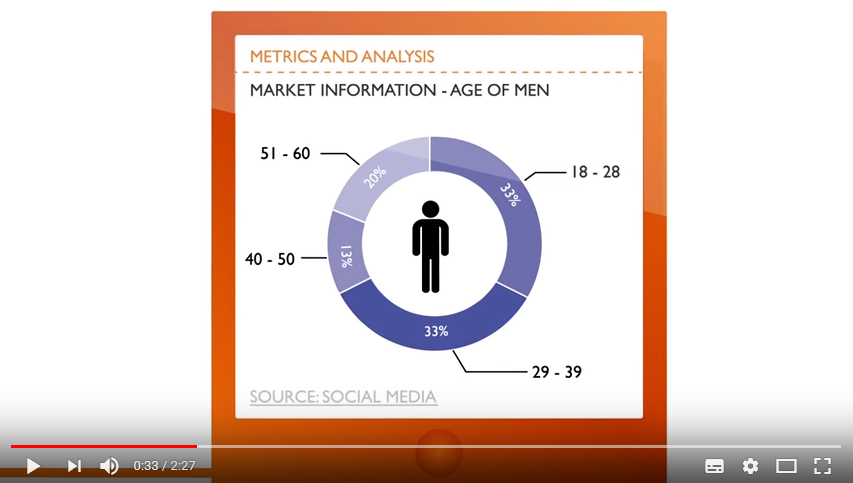 METRICS AND ANALYSIS
MARKET INFORMATION - AGE OF MEN
51 - 60
20%
18 - 28
33%
40 - 50
13%
33%
29 - 39
SOURCE: SOCIAL MEDIA
0:33 / 2:27